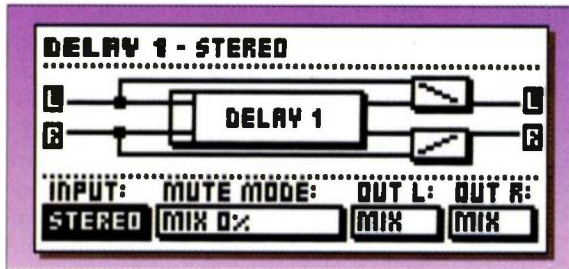 DELAY 1 - STEREO
L L
DELAY 1
R R
INPUT: MUTE MODE: OUT L: OUT R:
STEREO MIX 0% MIX MIX